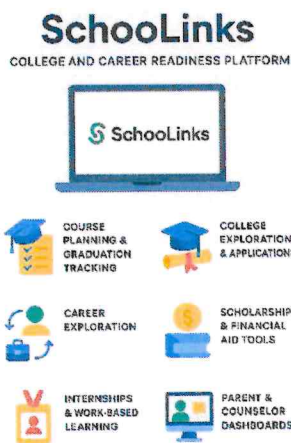 SchooLinks
COLLEGE AND CAREER READINESS PLATFORM
SchooLinks
COURSE
PLANNING &
GRADUATION
TRACKING
COLLEGE
EXPLORATION
& APPLICATION
CAREER
EXPLORATION
SCHOLARSHIP
& FINANCIAL
AID TOOLS
INTERNSHIPS
& WORK-BASED
LEARNING
PARENT &
COUNSELOR
DASHBOARDS